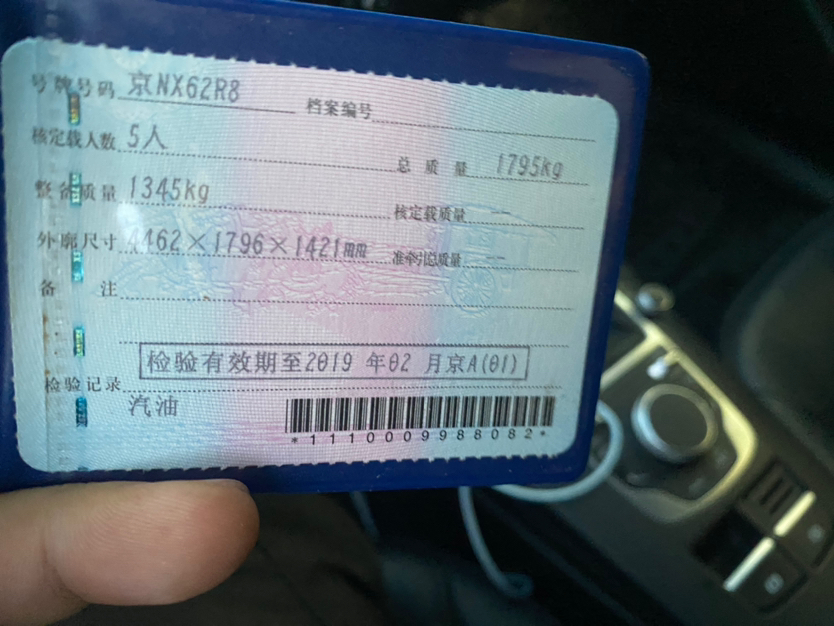 号牌号码 京NX62R8 档案编号
核定载人数 5人 总质量 1795kg
整备质量 1345kg 核定载质量 --
外廓尺寸 4462×1796×1421mm 准牵引总质量 --
备注
检验有效期至2019年02月京A(01)
检验记录
汽油
*1110009988082*